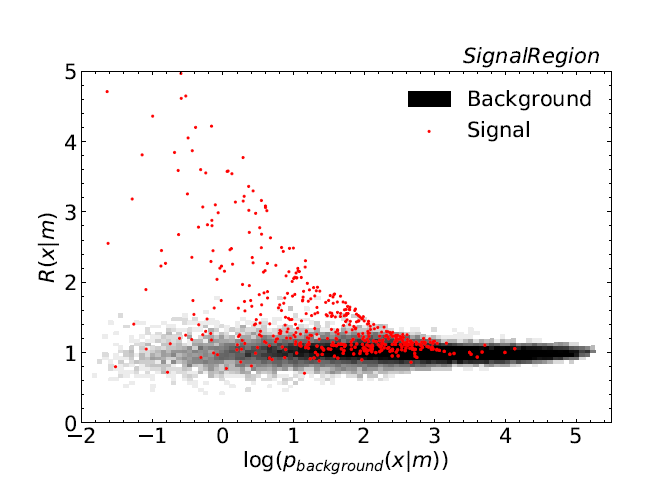 SignalRegion
5
Background
Signal
4
3
R(x|m)
2
1
0
−2 −1 0 1 2 3 4 5
log(p_background(x|m))